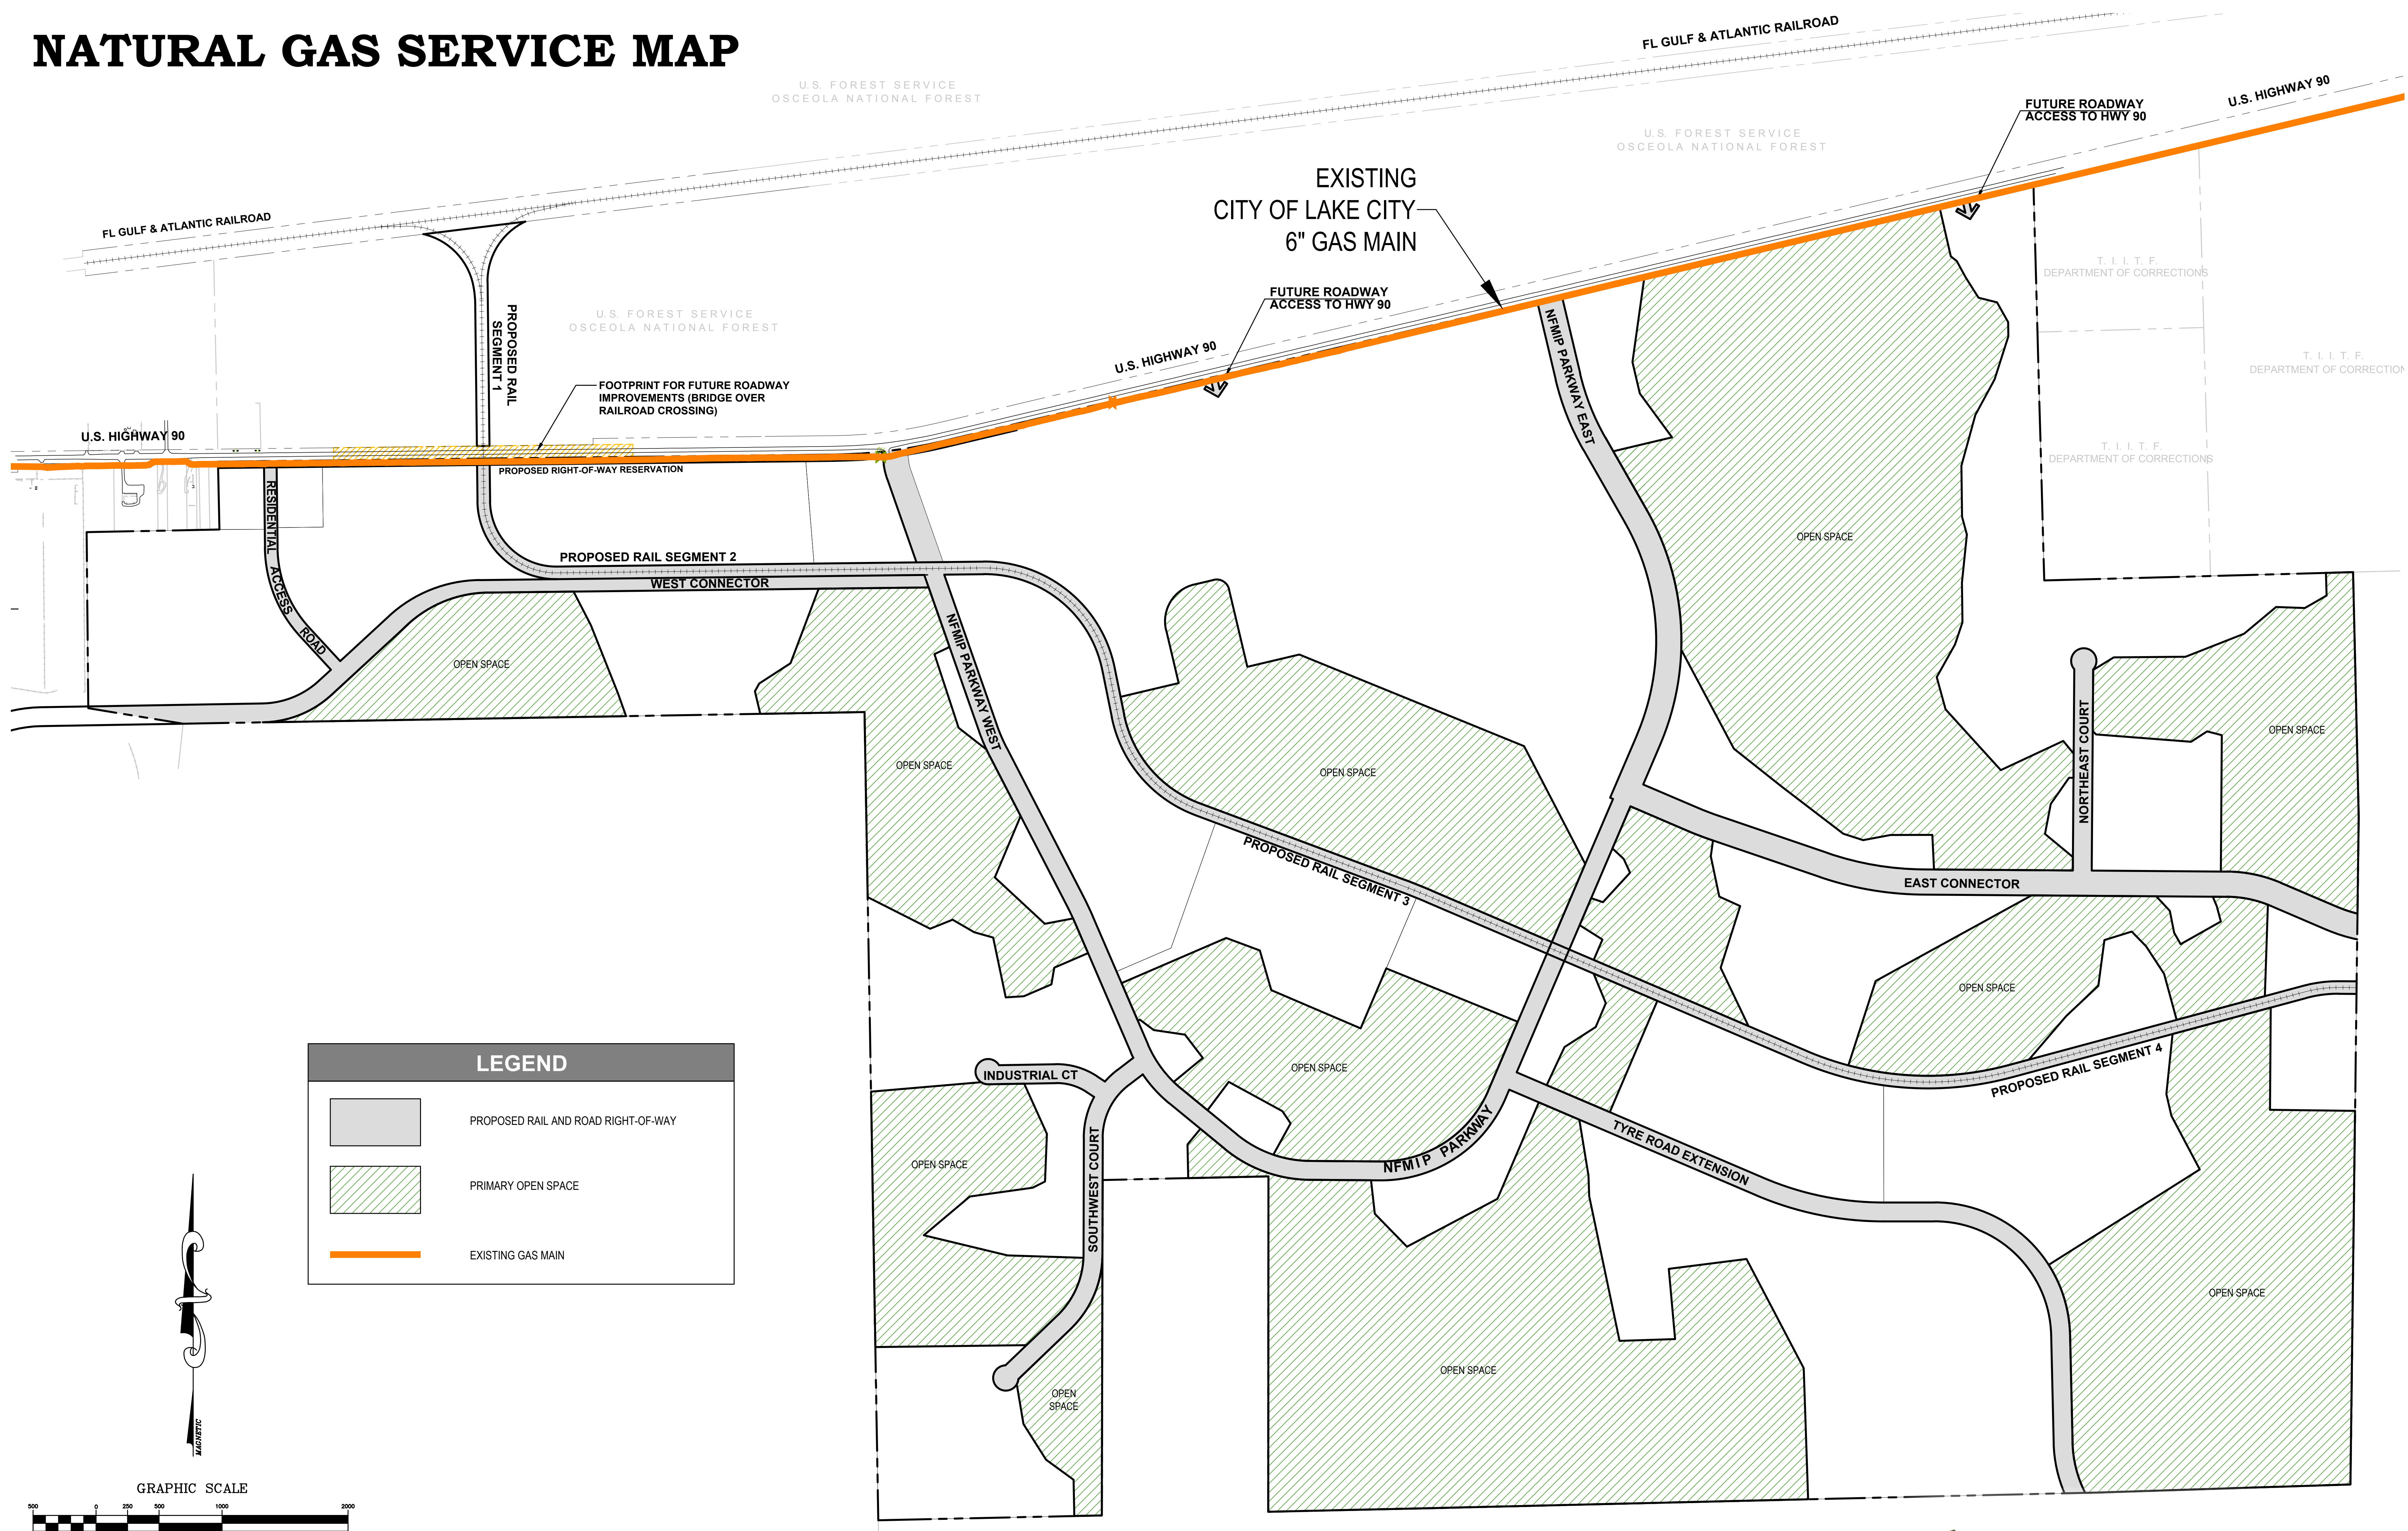 NATURAL GAS SERVICE MAP
FL GULF & ATLANTIC RAILROAD
U.S. FOREST SERVICE
OSCEOLA NATIONAL FOREST
U.S. HIGHWAY 90
FUTURE ROADWAY
ACCESS TO HWY 90
U.S. FOREST SERVICE
OSCEOLA NATIONAL FOREST
EXISTING
CITY OF LAKE CITY
6" GAS MAIN
FL GULF & ATLANTIC RAILROAD
T. I. I. T. F.
DEPARTMENT OF CORRECTIONS
FUTURE ROADWAY
ACCESS TO HWY 90
PROPOSED RAIL
SEGMENT 1
U.S. FOREST SERVICE
OSCEOLA NATIONAL FOREST
NFMIP PARKWAY EAST
U.S. HIGHWAY 90
T. I. I. T. F.
DEPARTMENT OF CORRECTION
FOOTPRINT FOR FUTURE ROADWAY
IMPROVEMENTS (BRIDGE OVER
RAILROAD CROSSING)
U.S. HIGHWAY 90
T. I. I. T. F.
DEPARTMENT OF CORRECTIONS
PROPOSED RIGHT-OF-WAY RESERVATION
RESIDENTIAL ACCESS ROAD
OPEN SPACE
PROPOSED RAIL SEGMENT 2
WEST CONNECTOR
NFMIP PARKWAY WEST
OPEN SPACE
OPEN SPACE
NORTHEAST COURT
OPEN SPACE
OPEN SPACE
PROPOSED RAIL SEGMENT 3
EAST CONNECTOR
OPEN SPACE
LEGEND
PROPOSED RAIL AND ROAD RIGHT-OF-WAY
PRIMARY OPEN SPACE
EXISTING GAS MAIN
INDUSTRIAL CT
OPEN SPACE
PROPOSED RAIL SEGMENT 4
NFMIP PARKWAY
TYRE ROAD EXTENSION
OPEN SPACE
SOUTHWEST COURT
OPEN SPACE
OPEN SPACE
OPEN
SPACE
MAGNETIC
GRAPHIC SCALE
500 0 250 500 1000 2000